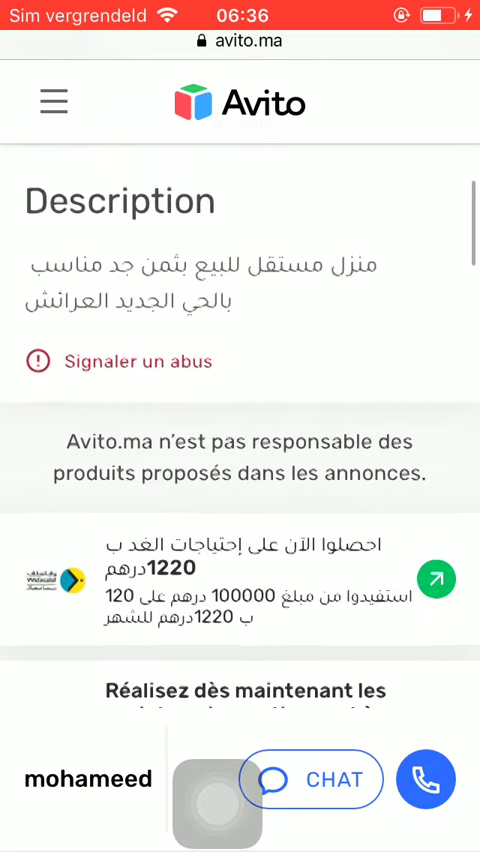 Sim vergrendeld 06:36
avito.ma
Avito
Description
منزل مستقل للبيع بثمن جد مناسب
بالحي الجديد العرائش
Signaler un abus
Avito.ma n’est pas responsable des
produits proposés dans les annonces.
احصلوا الآن على إحتياجات الغد ب
1220درهم
استفيدوا من مبلغ 100000 درهم على 120
ب 1220درهم للشهر
Réalisez dès maintenant les
mohameed
CHAT